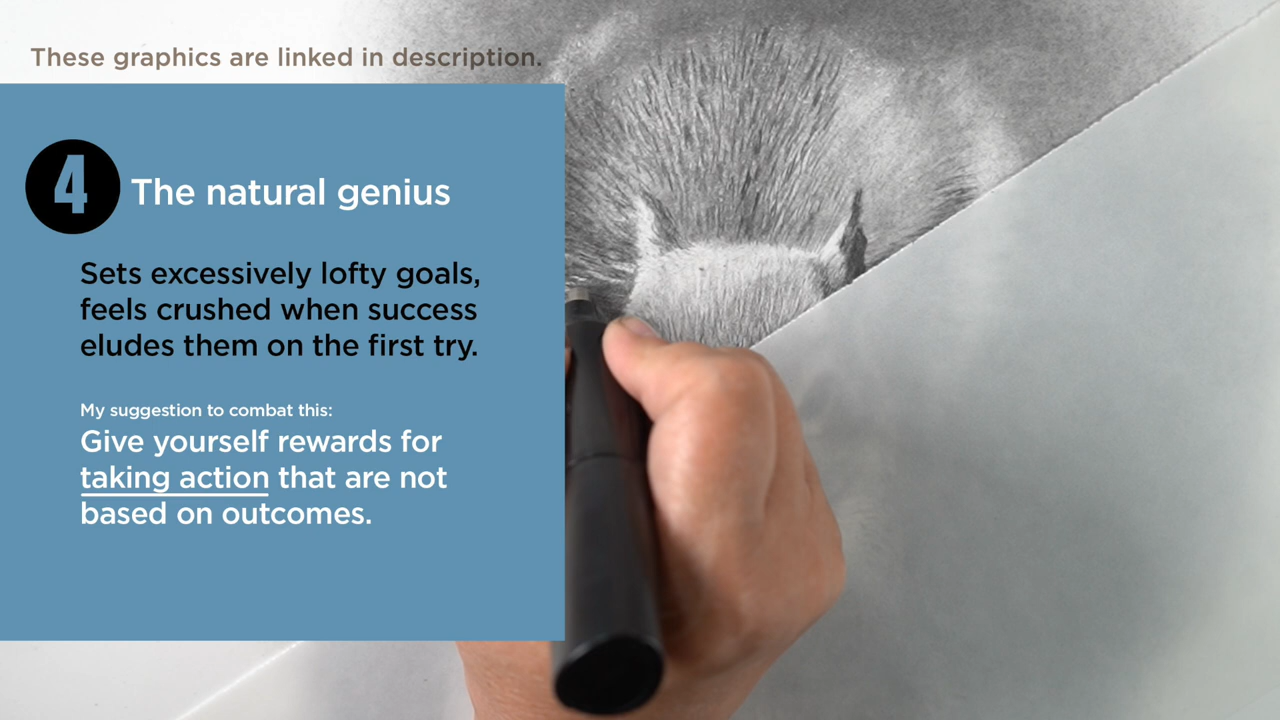 These graphics are linked in description.
4 The natural genius
Sets excessively lofty goals,
feels crushed when success
eludes them on the first try.
My suggestion to combat this:
Give yourself rewards for
taking action that are not
based on outcomes.